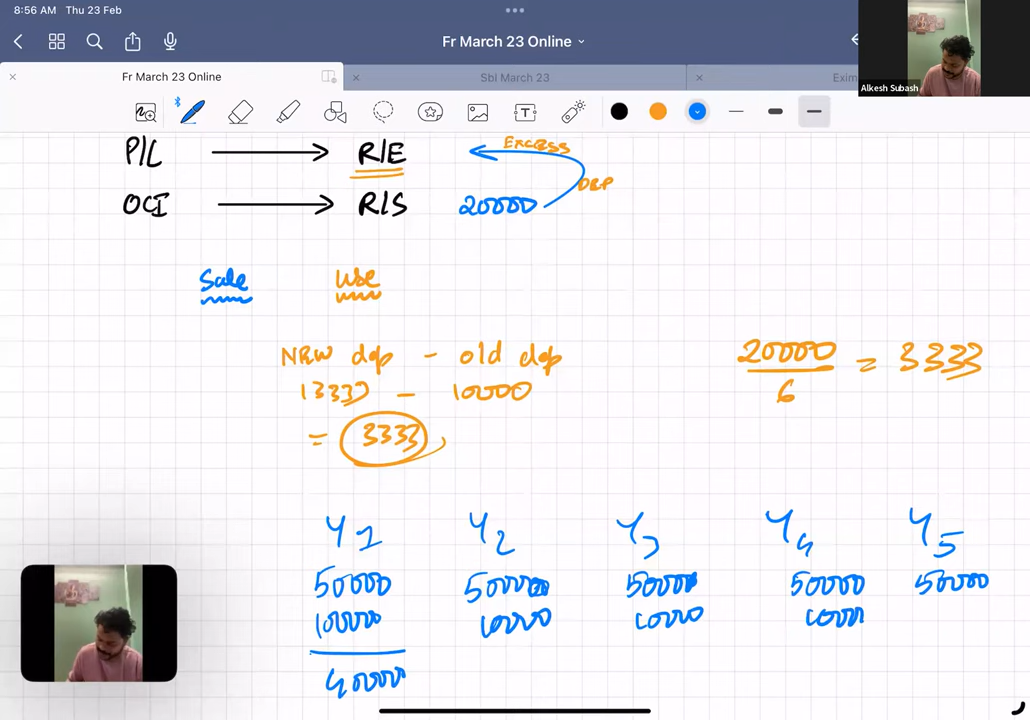 8:56 AM Thu 23 Feb
Fr March 23 Online
Alkesh Subash
Fr March 23 Online
Sbi March 23
Exim
P/L → R/E Excess
DEP
OCI → R/S 20000
Sale Use
NEW dep - old dep
13333 - 10000
= 3333
20000
6
= 3333
Y1 Y2 Y3 Y4 Y5
50000 50000 50000 50000 50000
10000 10000 10000 10000
40000